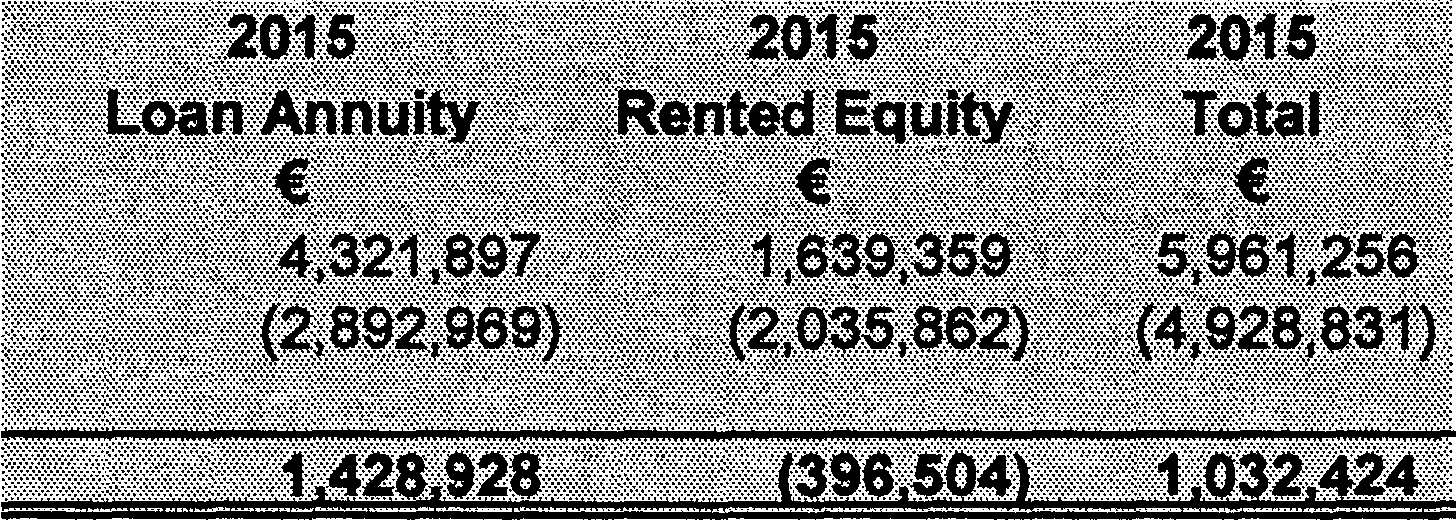 2015 2015 2015
Loan Annuity Rented Equity Total
€ € €
4,321,897 1,639,359 5,961,256
(2,892,969) (2,035,862) (4,928,831)
1,428,928 (396,504) 1,032,424